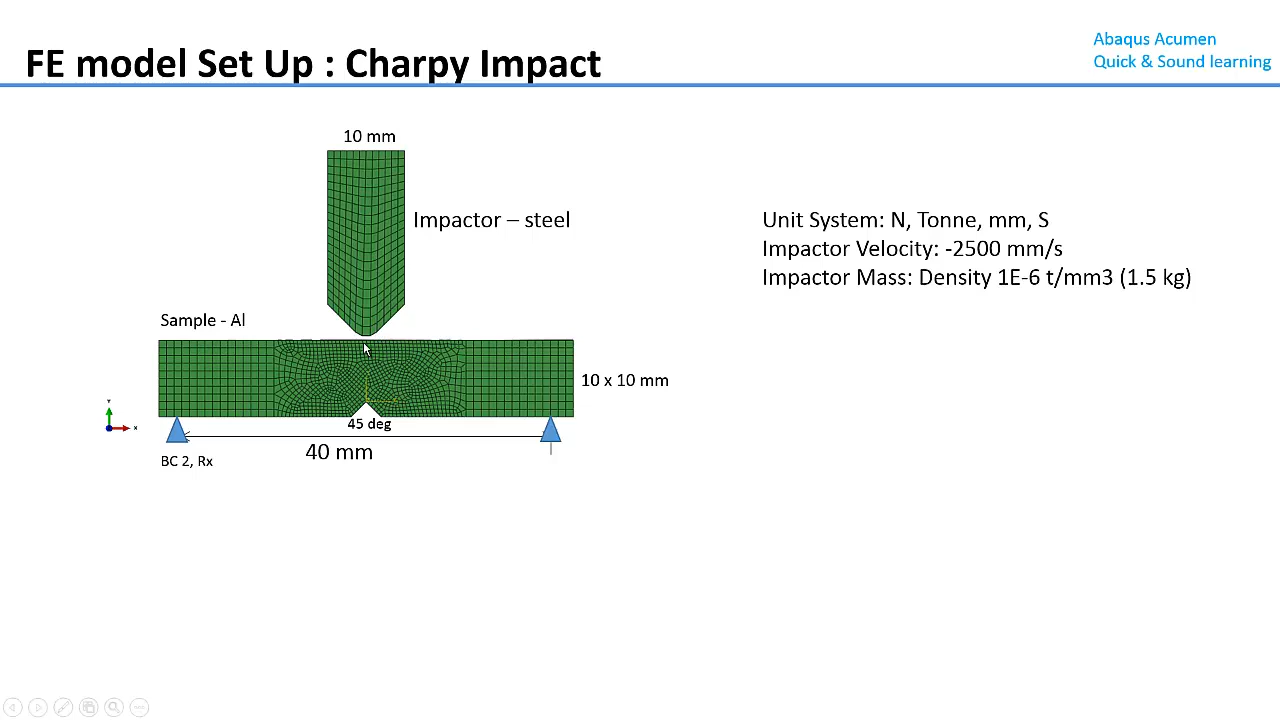 FE model Set Up : Charpy Impact
Abaqus Acumen
Quick & Sound learning
10 mm
Impactor – steel
Unit System: N, Tonne, mm, S
Impactor Velocity: -2500 mm/s
Impactor Mass: Density 1E-6 t/mm3 (1.5 kg)
Sample - Al
10 x 10 mm
Y
X
45 deg
40 mm
BC 2, Rx